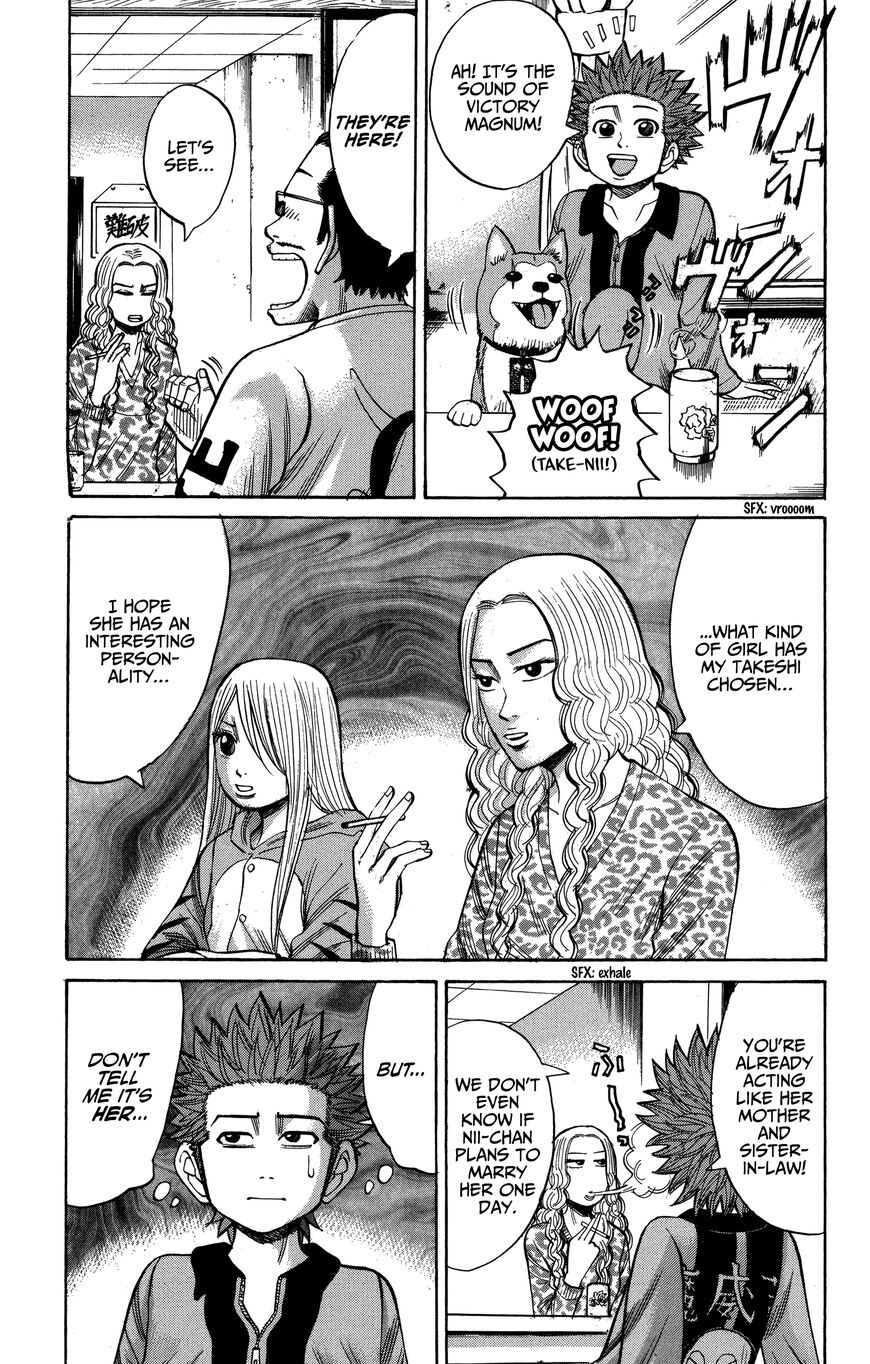 AH! IT'S THE
SOUND OF
VICTORY
MAGNUM!
WOOF
WOOF!
(TAKE-NII!)
SFX: vroooom
THEY'RE
HERE!
LET'S
SEE...
難破
...WHAT KIND
OF GIRL HAS
MY TAKESHI
CHOSEN...
I HOPE
SHE HAS AN
INTERESTING
PERSON-
ALITY...
SFX: exhale
YOU'RE
ALREADY
ACTING
LIKE HER
MOTHER
AND
SISTER-
IN-LAW!
WE DON'T
EVEN
KNOW IF
NII-CHAN
PLANS TO
MARRY
HER ONE
DAY.
威
BUT...
DON'T
TELL
ME IT'S
HER...